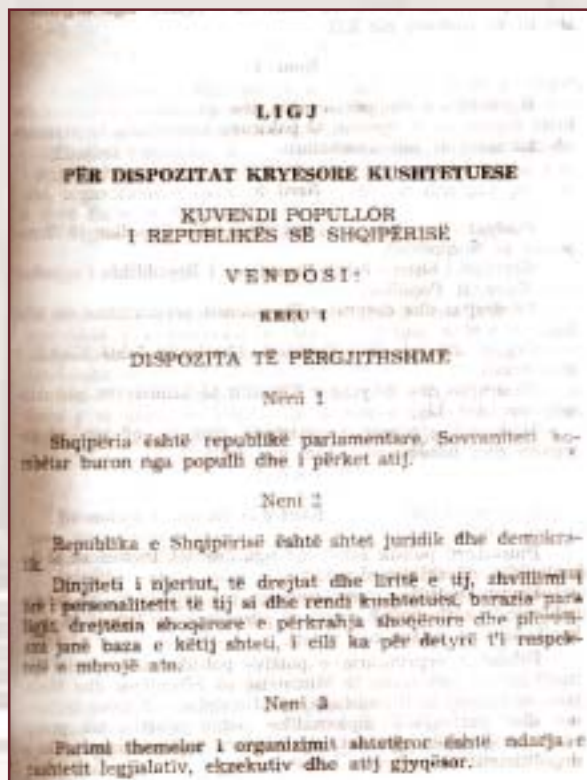 LIGJ
PËR DISPOZITAT KRYESORE KUSHTETUESE
KUVENDI POPULLOR
I REPUBLIKËS SË SHQIPËRISË
VENDOSI:
KREU I
DISPOZITA TË PËRGJITHSHME
Neni 1
Shqipëria është republikë parlamentare. Sovraniteti kombëtar buron nga populli dhe i përket atij.
Neni 2
Republika e Shqipërisë është shtet juridik dhe demokra-
tik.
Dinjiteti i njeriut, të drejtat dhe liritë e tij, zhvillimi i
lirë i personalitetit të tij si dhe rendi kushtetues, barazia para
ligjit, drejtësia shoqërore e përkrahja shoqërore dhe plura-
lizmi janë baza e këtij shteti, i cili ka për detyrë t'i respek-
tojë e mbrojë ato.
Neni 3
Parimi themelor i organizimit shtetëror është ndarja e
pushtetit legjislativ, ekzekutiv dhe atij gjyqësor.